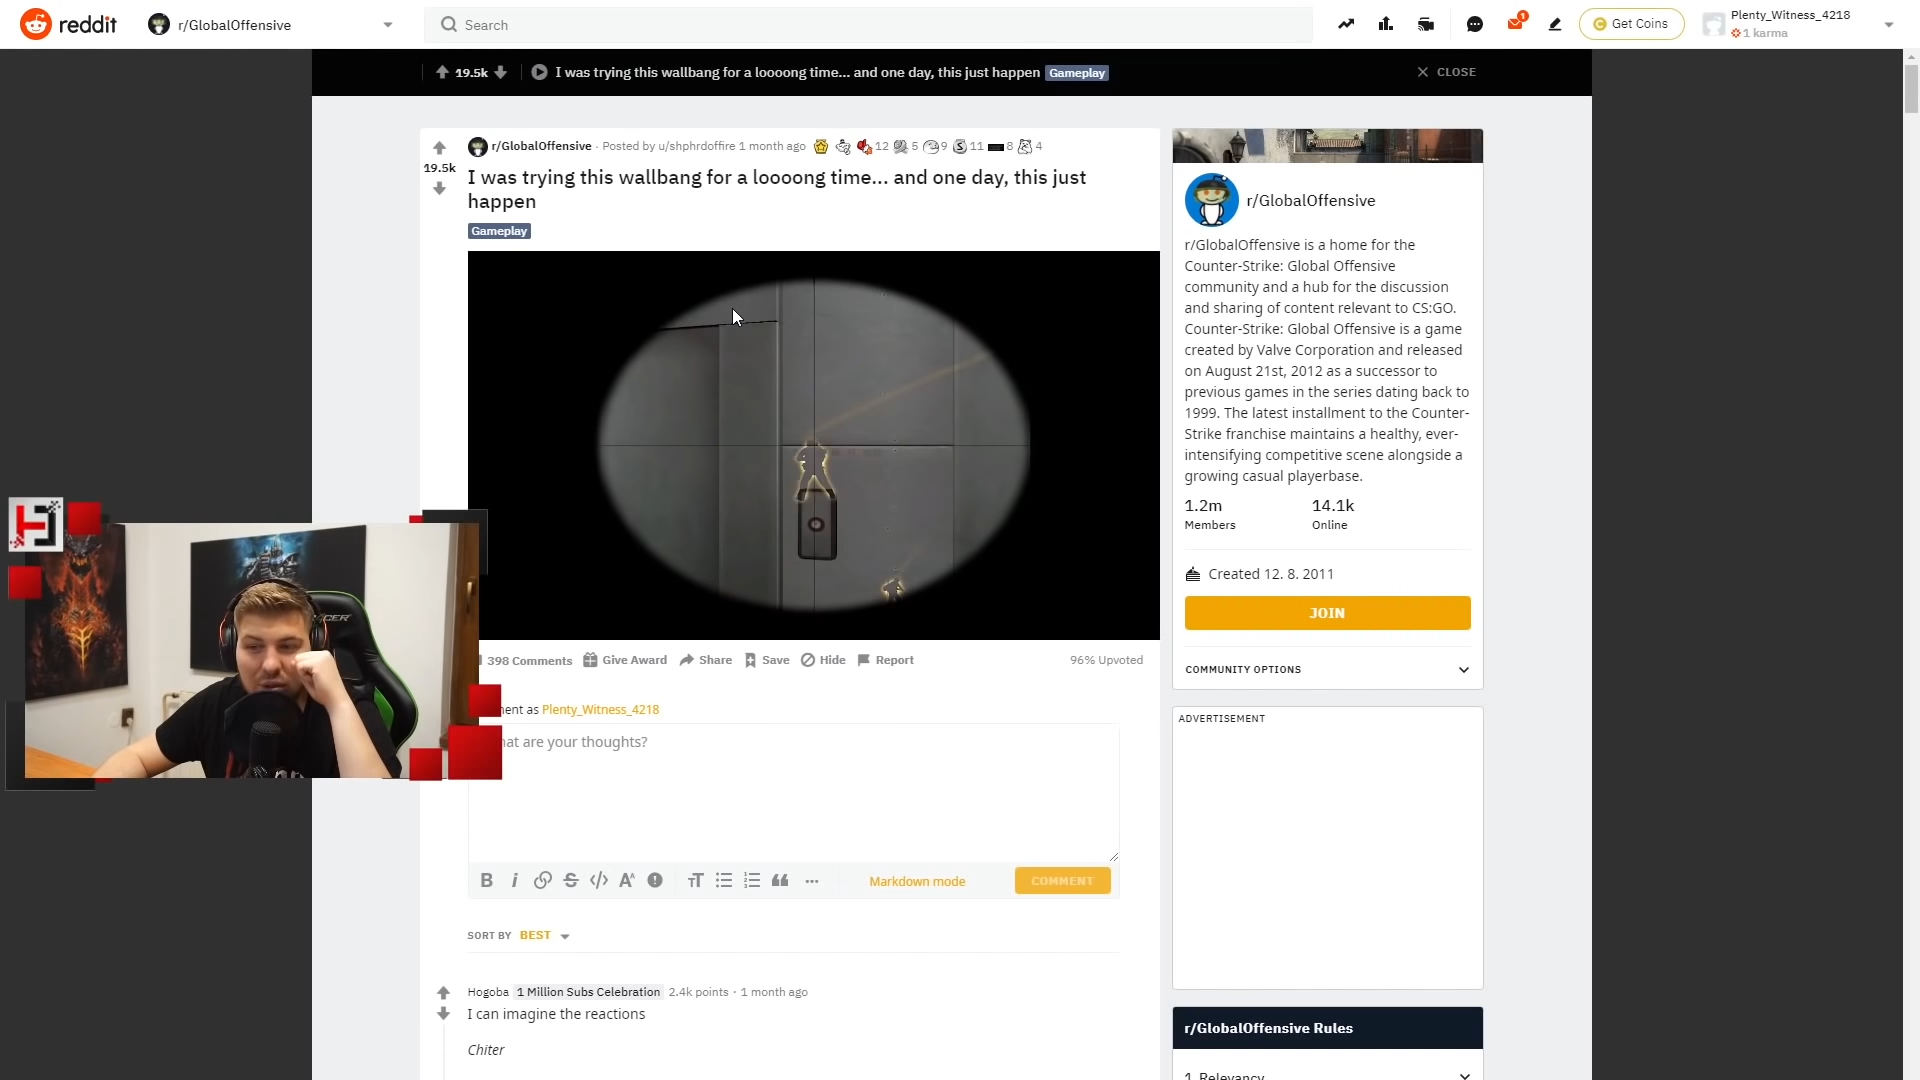 reddit
r/GlobalOffensive
Search
1
Get Coins
Plenty_Witness_4218
1 karma
19.5k
I was trying this wallbang for a loooong time... and one day, this just happen Gameplay
CLOSE
r/GlobalOffensive · Posted by u/shphrdoffire 1 month ago 12 5 9 11 8 4
19.5k
I was trying this wallbang for a loooong time... and one day, this just
happen
Gameplay
398 Comments Give Award Share Save Hide Report 96% Upvoted
ent as Plenty_Witness_4218
at are your thoughts?
Markdown mode
COMMENT
SORT BY BEST
Hogoba 1 Million Subs Celebration 2.4k points · 1 month ago
I can imagine the reactions
Chiter
r/GlobalOffensive
r/GlobalOffensive is a home for the
Counter-Strike: Global Offensive
community and a hub for the discussion
and sharing of content relevant to CS:GO.
Counter-Strike: Global Offensive is a game
created by Valve Corporation and released
on August 21st, 2012 as a successor to
previous games in the series dating back to
1999. The latest installment to the Counter-
Strike franchise maintains a healthy, ever-
intensifying competitive scene alongside a
growing casual playerbase.
1.2m 14.1k
Members Online
Created 12. 8. 2011
JOIN
COMMUNITY OPTIONS
ADVERTISEMENT
r/GlobalOffensive Rules
1. Relevancy